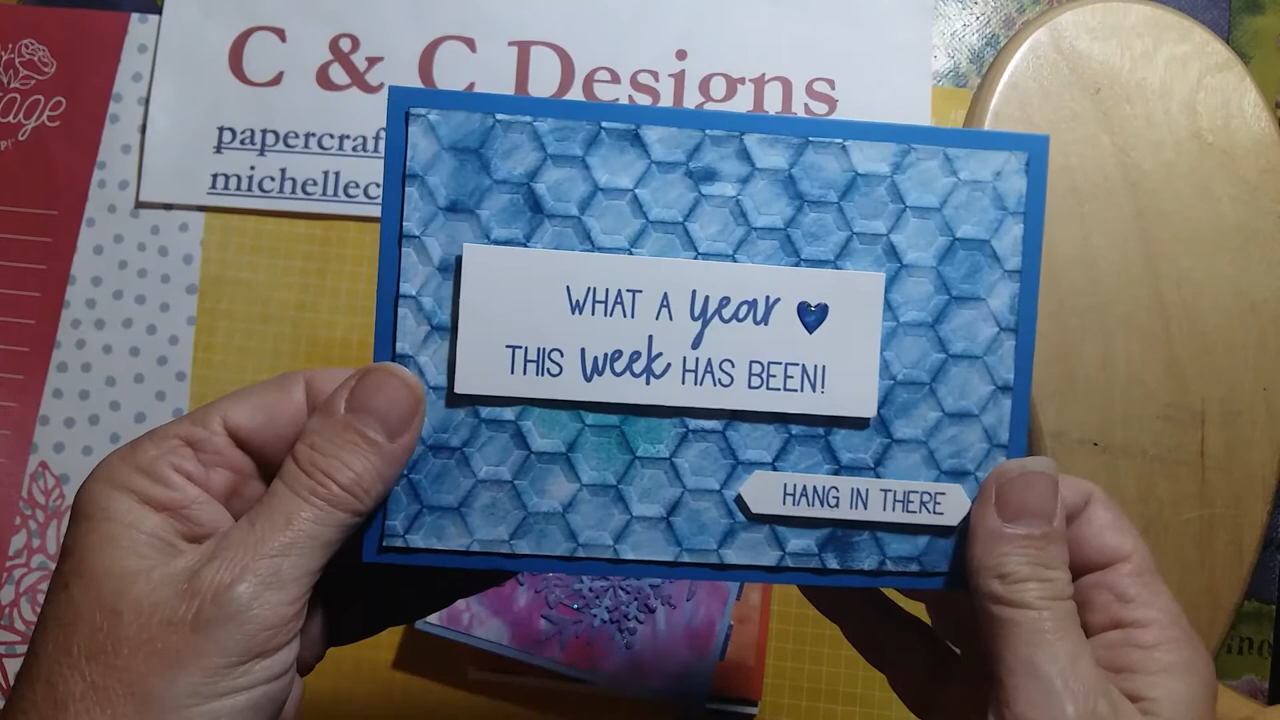 C & C Designs
papercraf
michellec
WHAT A year
THIS week HAS BEEN!
HANG IN THERE